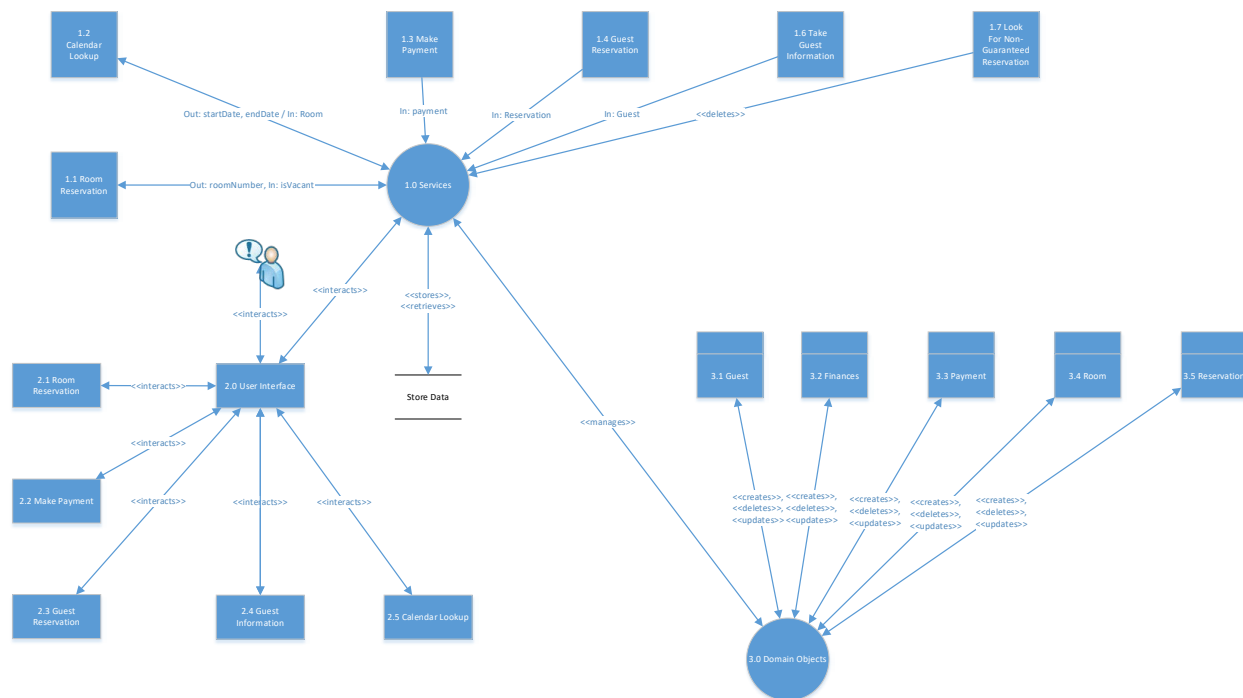 1.2
Calendar
Lookup
1.3 Make
Payment
1.4 Guest
Reservation
1.6 Take
Guest
Information
1.7 Look
For Non-
Guaranteed
Reservation
Out: startDate, endDate / In: Room
In: payment
In: Reservation
In: Guest
<<deletes>>
1.1 Room
Reservation
Out: roomNumber, In: isVacant
1.0 Services
!
<<interacts>>
<<interacts>>
<<stores>>,
<<retrieves>>
2.1 Room
Reservation
<<interacts>>
2.0 User Interface
Store Data
3.1 Guest
3.2 Finances
3.3 Payment
3.4 Room
3.5 Reservation
<<manages>>
<<interacts>>
2.2 Make Payment
<<interacts>>
<<interacts>>
<<interacts>>
<<creates>>,
<<deletes>>,
<<updates>>
<<creates>>,
<<deletes>>,
<<updates>>
<<creates>>,
<<deletes>>,
<<updates>>
<<creates>>,
<<deletes>>,
<<updates>>
<<creates>>,
<<deletes>>,
<<updates>>
2.3 Guest
Reservation
2.4 Guest
Information
2.5 Calendar Lookup
3.0 Domain Objects